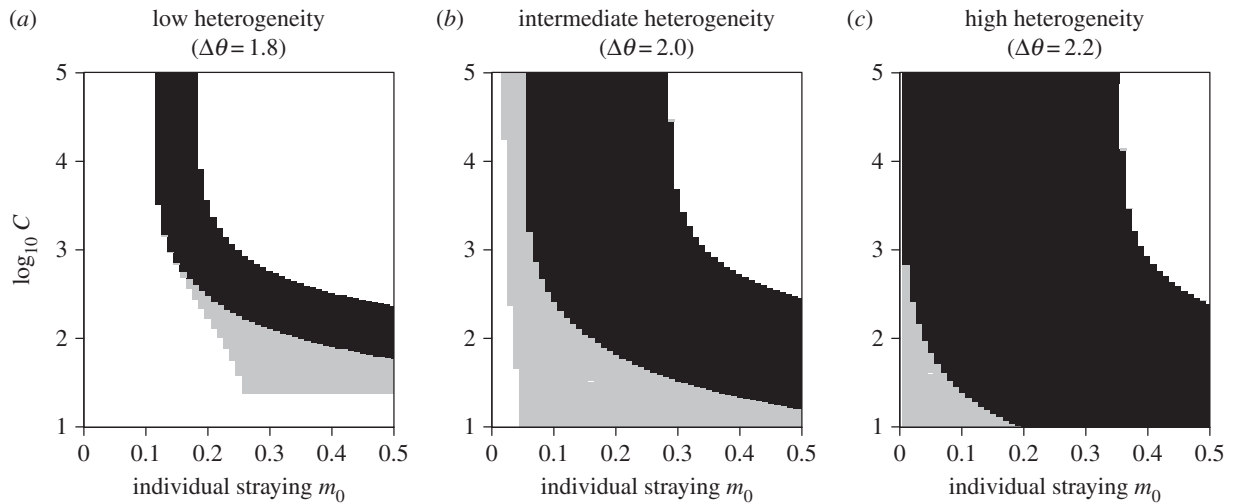 (a) low heterogeneity
(Δθ = 1.8)
(b) intermediate heterogeneity
(Δθ = 2.0)
(c) high heterogeneity
(Δθ = 2.2)
log10 C
5
4
3
2
1
0 0.1 0.2 0.3 0.4 0.5
individual straying m0
5
4
3
2
1
0 0.1 0.2 0.3 0.4 0.5
individual straying m0
5
4
3
2
1
0 0.1 0.2 0.3 0.4 0.5
individual straying m0